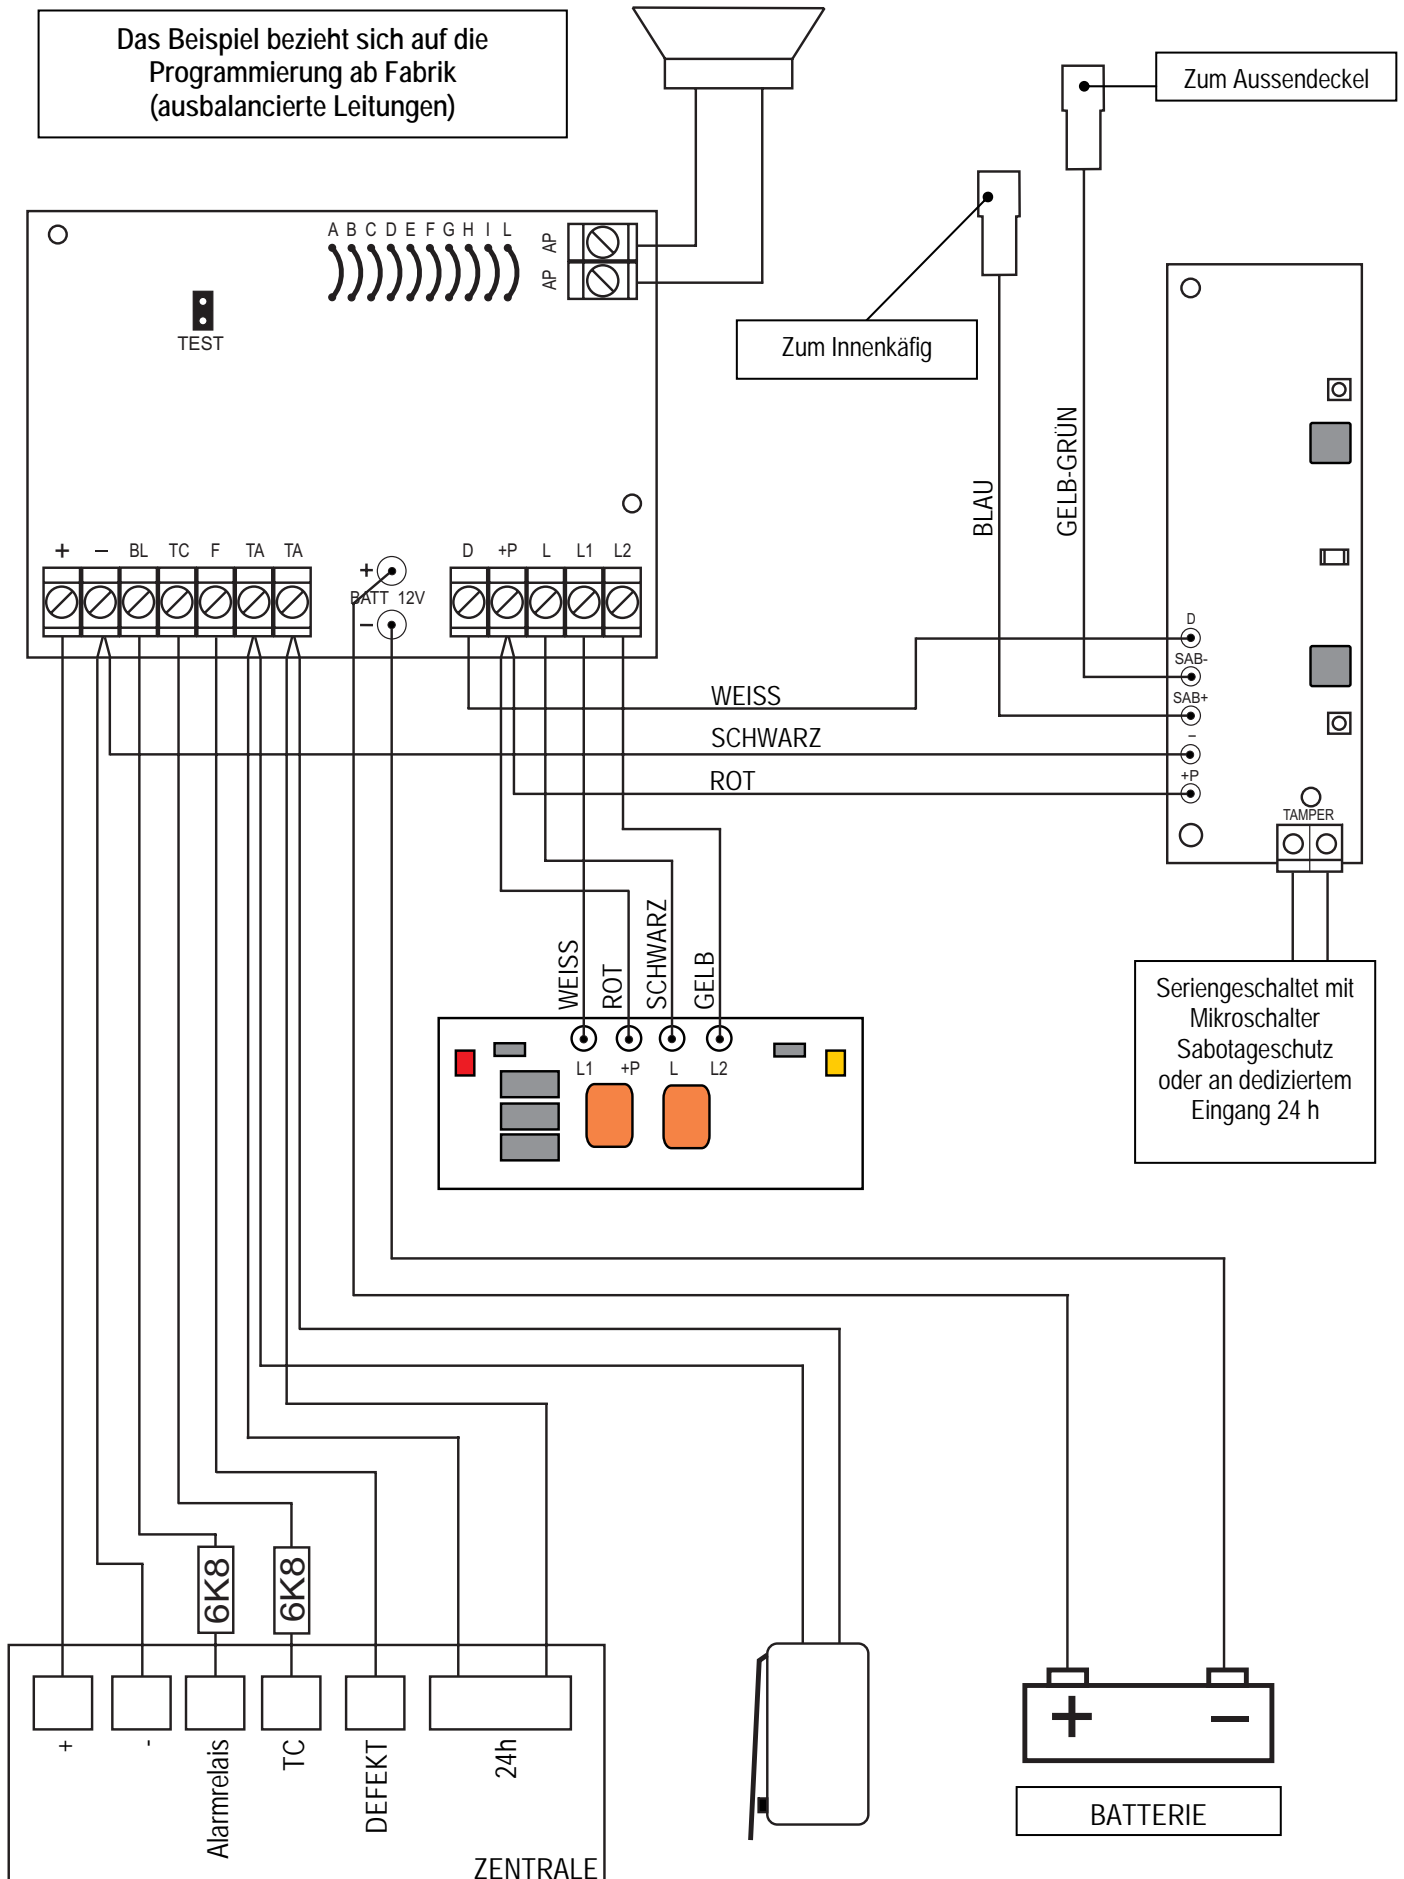 Das Beispiel bezieht sich auf die
Programmierung ab Fabrik
(ausbalancierte Leitungen)
Zum Aussendeckel
Zum Innenkäfig
A B C D E F G H I L
AP
AP
TEST
BLAU
GELB-GRÜN
+ – BL TC F TA TA
+
BATT 12V
–
D +P L L1 L2
D
SAB-
SAB+
–
+P
TAMPER
WEISS
SCHWARZ
ROT
WEISS
ROT
SCHWARZ
GELB
L1 +P L L2
Seriengeschaltet mit
Mikroschalter
Sabotageschutz
oder an dediziertem
Eingang 24 h
6K8
6K8
+
-
Alarmrelais
TC
DEFEKT
24h
ZENTRALE
+ –
BATTERIE